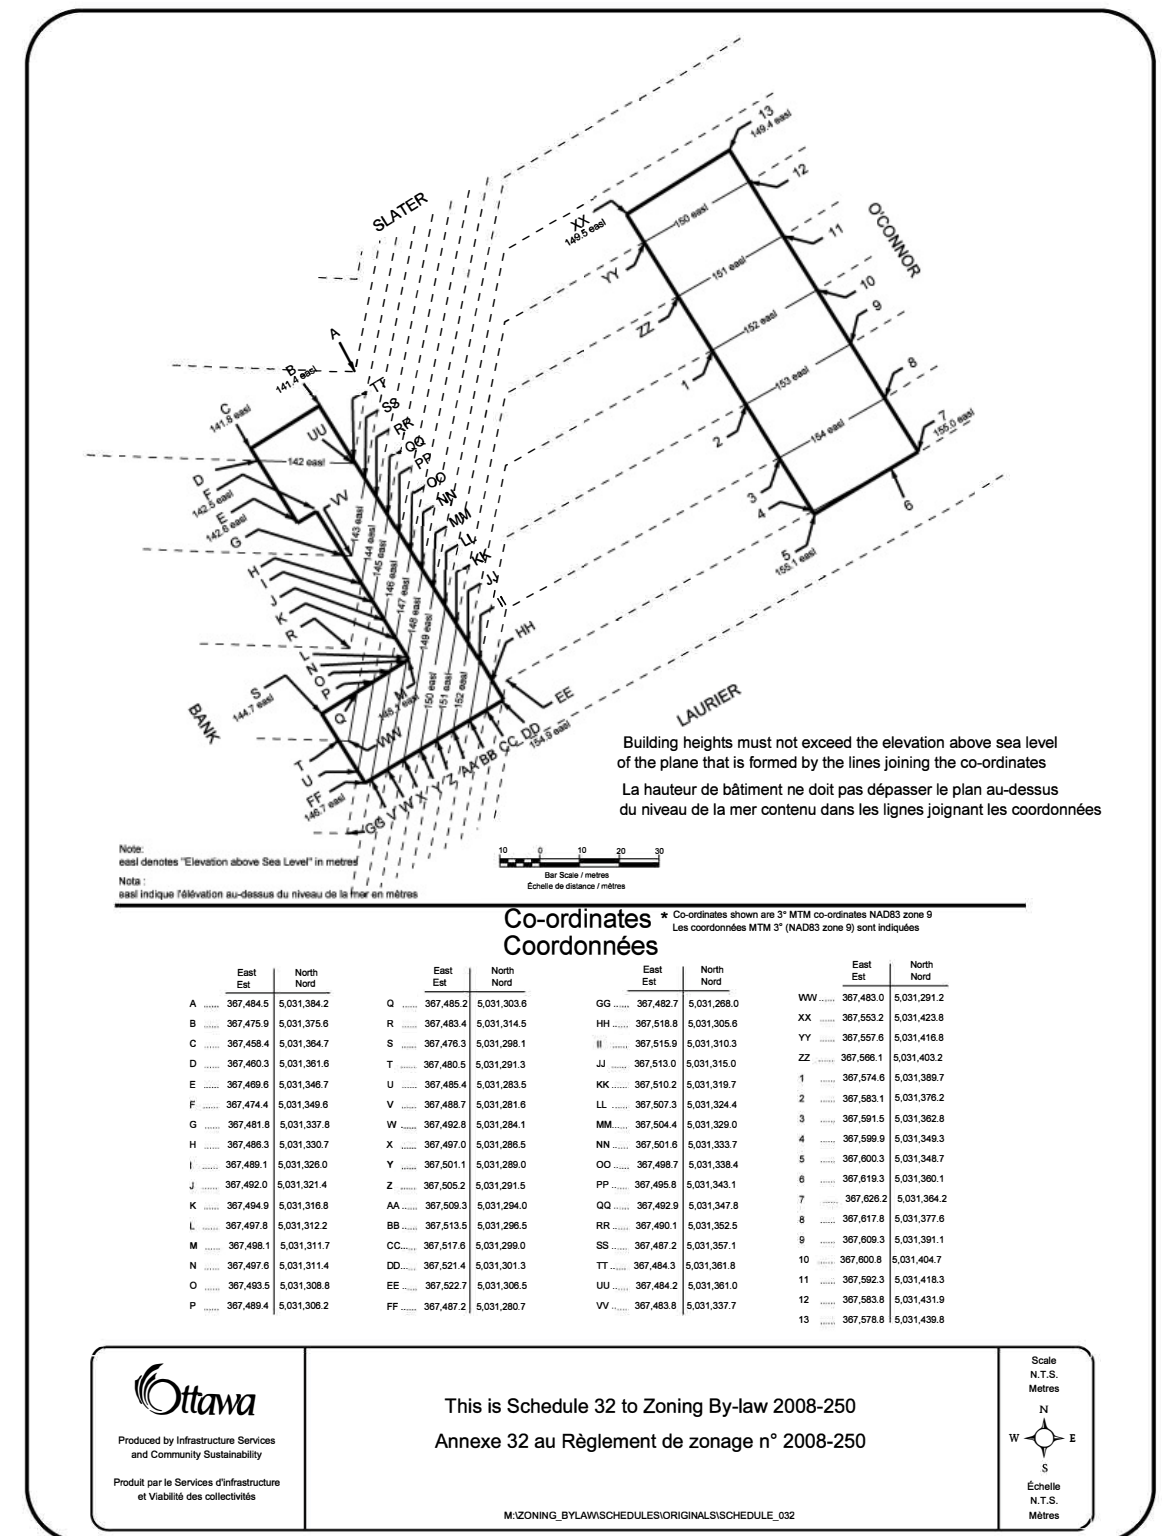 SLATER
O'CONNOR
BANK
LAURIER
13
149.4 easl
12
11
10
9
8
7
155.0 easl
6
5
155.1 easl
4
3
2
1
ZZ
YY
XX
149.5 easl
150 easl
151 easl
152 easl
153 easl
154 easl
A
B
141.4 easl
C
141.8 easl
D
F
142.5 easl
E
142.6 easl
G
H
I
J
K
R
L
N
O
P
M
148.1 easl
Q
S
144.7 easl
T
U
FF
146.7 easl
WW
GG
V
W
X
Y
Z
AA
BB
CC
DD
154.9 easl
EE
HH
II
JJ
KK
LL
MM
NN
OO
PP
QQ
RR
SS
TT
UU
VV
142 easl
143 easl
144 easl
145 easl
146 easl
147 easl
148 easl
149 easl
150 easl
151 easl
152 easl
Building heights must not exceed the elevation above sea level
of the plane that is formed by the lines joining the co-ordinates
La hauteur de bâtiment ne doit pas dépasser le plan au-dessus
du niveau de la mer contenu dans les lignes joignant les coordonnées
Note:
easl denotes "Elevation above Sea Level" in metres
Nota :
easl indique l'élévation au-dessus du niveau de la mer en mètres
10 0 10 20 30
Bar Scale / metres
Échelle de distance / mètres
Co-ordinates
Coordonnées
* Co-ordinates shown are 3° MTM co-ordinates NAD83 zone 9
Les coordonnées MTM 3° (NAD83 zone 9) sont indiquées
East North
Est Nord
A ...... 367,484.5 5,031,384.2
B ...... 367,475.9 5,031,375.6
C ...... 367,458.4 5,031,364.7
D ...... 367,460.3 5,031,361.6
E ...... 367,469.6 5,031,346.7
F ...... 367,474.4 5,031,349.6
G ...... 367,481.8 5,031,337.8
H ...... 367,486.3 5,031,330.7
I ...... 367,489.1 5,031,326.0
J ...... 367,492.0 5,031,321.4
K ...... 367,494.9 5,031,316.8
L ...... 367,497.8 5,031,312.2
M ...... 367,498.1 5,031,311.7
N ...... 367,497.6 5,031,311.4
O ...... 367,493.5 5,031,308.8
P ...... 367,489.4 5,031,306.2
East North
Est Nord
Q ...... 367,485.2 5,031,303.6
R ...... 367,483.4 5,031,314.5
S ...... 367,476.3 5,031,298.1
T ...... 367,480.5 5,031,291.3
U ...... 367,485.4 5,031,283.5
V ...... 367,488.7 5,031,281.6
W ...... 367,492.8 5,031,284.1
X ...... 367,497.0 5,031,286.5
Y ...... 367,501.1 5,031,289.0
Z ...... 367,505.2 5,031,291.5
AA ...... 367,509.3 5,031,294.0
BB ...... 367,513.5 5,031,296.5
CC ...... 367,517.6 5,031,299.0
DD ...... 367,521.4 5,031,301.3
EE ...... 367,522.7 5,031,306.5
FF ...... 367,487.2 5,031,280.7
East North
Est Nord
GG ...... 367,482.7 5,031,268.0
HH ...... 367,518.8 5,031,305.6
II ...... 367,515.9 5,031,310.3
JJ ...... 367,513.0 5,031,315.0
KK ...... 367,510.2 5,031,319.7
LL ...... 367,507.3 5,031,324.4
MM ...... 367,504.4 5,031,329.0
NN ...... 367,501.6 5,031,333.7
OO ...... 367,498.7 5,031,338.4
PP ...... 367,495.8 5,031,343.1
QQ ...... 367,492.9 5,031,347.8
RR ...... 367,490.1 5,031,352.5
SS ...... 367,487.2 5,031,357.1
TT ...... 367,484.3 5,031,361.8
UU ...... 367,484.2 5,031,361.0
VV ...... 367,483.8 5,031,337.7
East North
Est Nord
WW ...... 367,483.0 5,031,291.2
XX ...... 367,553.2 5,031,423.8
YY ...... 367,557.6 5,031,416.8
ZZ ...... 367,566.1 5,031,403.2
1 ...... 367,574.6 5,031,389.7
2 ...... 367,583.1 5,031,376.2
3 ...... 367,591.5 5,031,362.8
4 ...... 367,599.9 5,031,349.3
5 ...... 367,600.3 5,031,348.7
6 ...... 367,619.3 5,031,360.1
7 ...... 367,626.2 5,031,364.2
8 ...... 367,617.8 5,031,377.6
9 ...... 367,609.3 5,031,391.1
10 ...... 367,600.8 5,031,404.7
11 ...... 367,592.3 5,031,418.3
12 ...... 367,583.8 5,031,431.9
13 ...... 367,578.8 5,031,439.8
Ottawa
Produced by Infrastructure Services
and Community Sustainability
Produit par le Services d'infrastructure
et Viabilité des collectivités
This is Schedule 32 to Zoning By-law 2008-250
Annexe 32 au Règlement de zonage n° 2008-250
M:\ZONING_BYLAW\SCHEDULES\ORIGINALS\SCHEDULE_032
Scale
N.T.S.
Metres
N
W E
S
Échelle
N.T.S.
Mètres